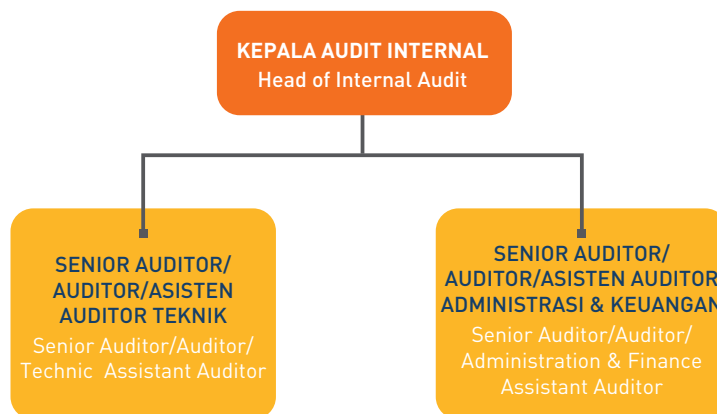 KEPALA AUDIT INTERNAL
Head of Internal Audit
SENIOR AUDITOR/
AUDITOR/ASISTEN
AUDITOR TEKNIK
Senior Auditor/Auditor/
Technic Assistant Auditor
SENIOR AUDITOR/
AUDITOR/ASISTEN AUDITOR
ADMINISTRASI & KEUANGAN
Senior Auditor/Auditor/
Administration & Finance
Assistant Auditor